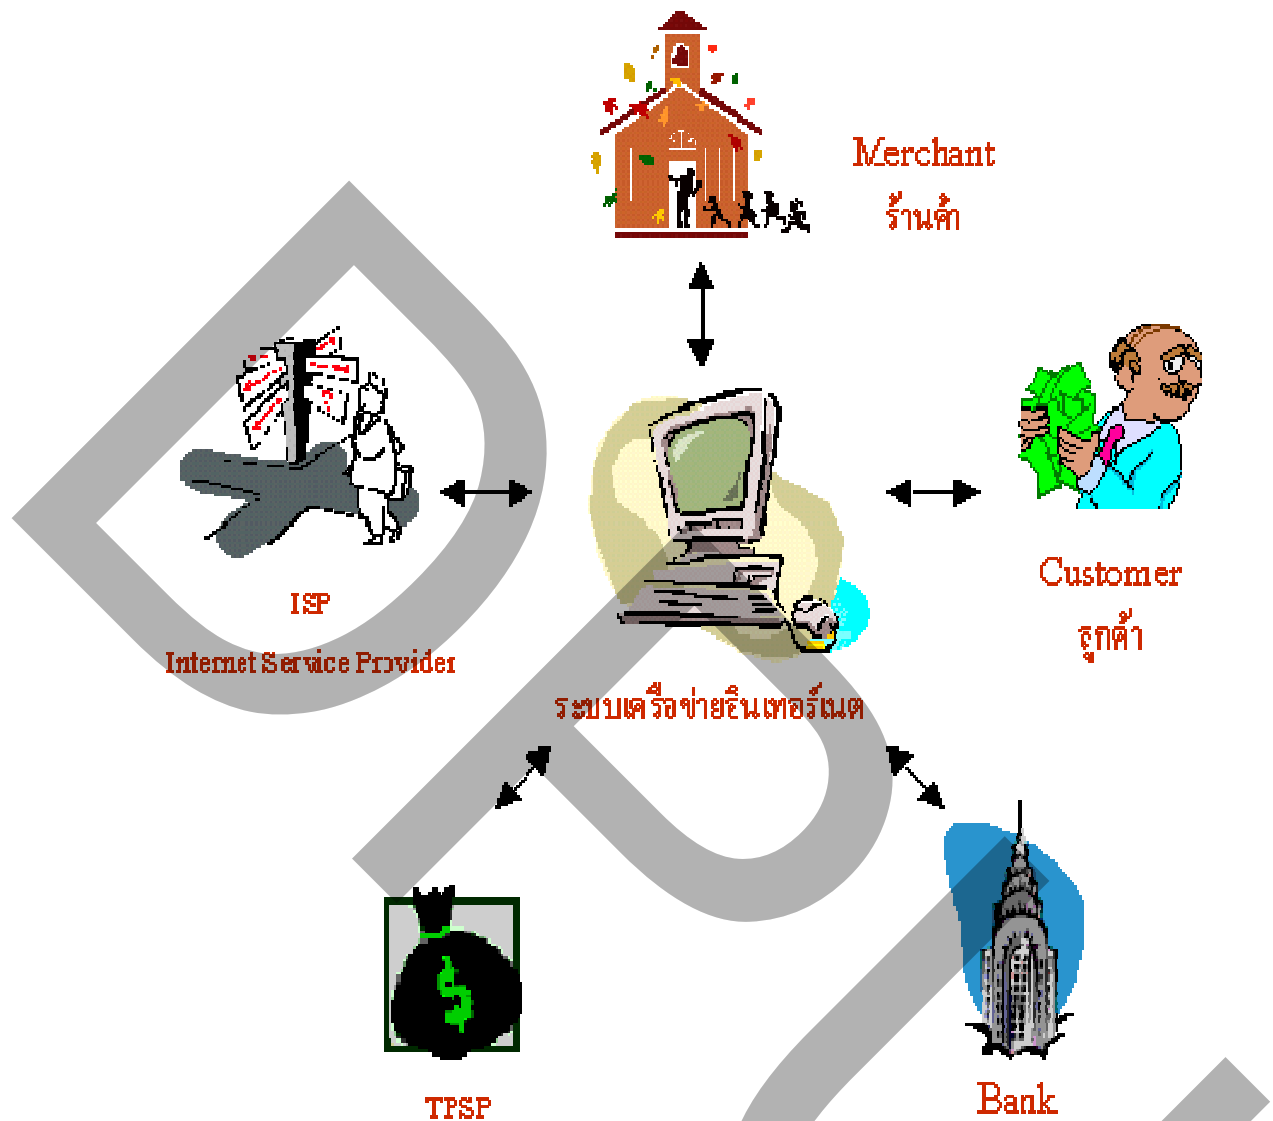 Merchant
ร้านค้า
ISP
Internet Service Provider
Customer
ลูกค้า
ระบบเครือข่ายอินเทอร์เนต
TPSP
Bank